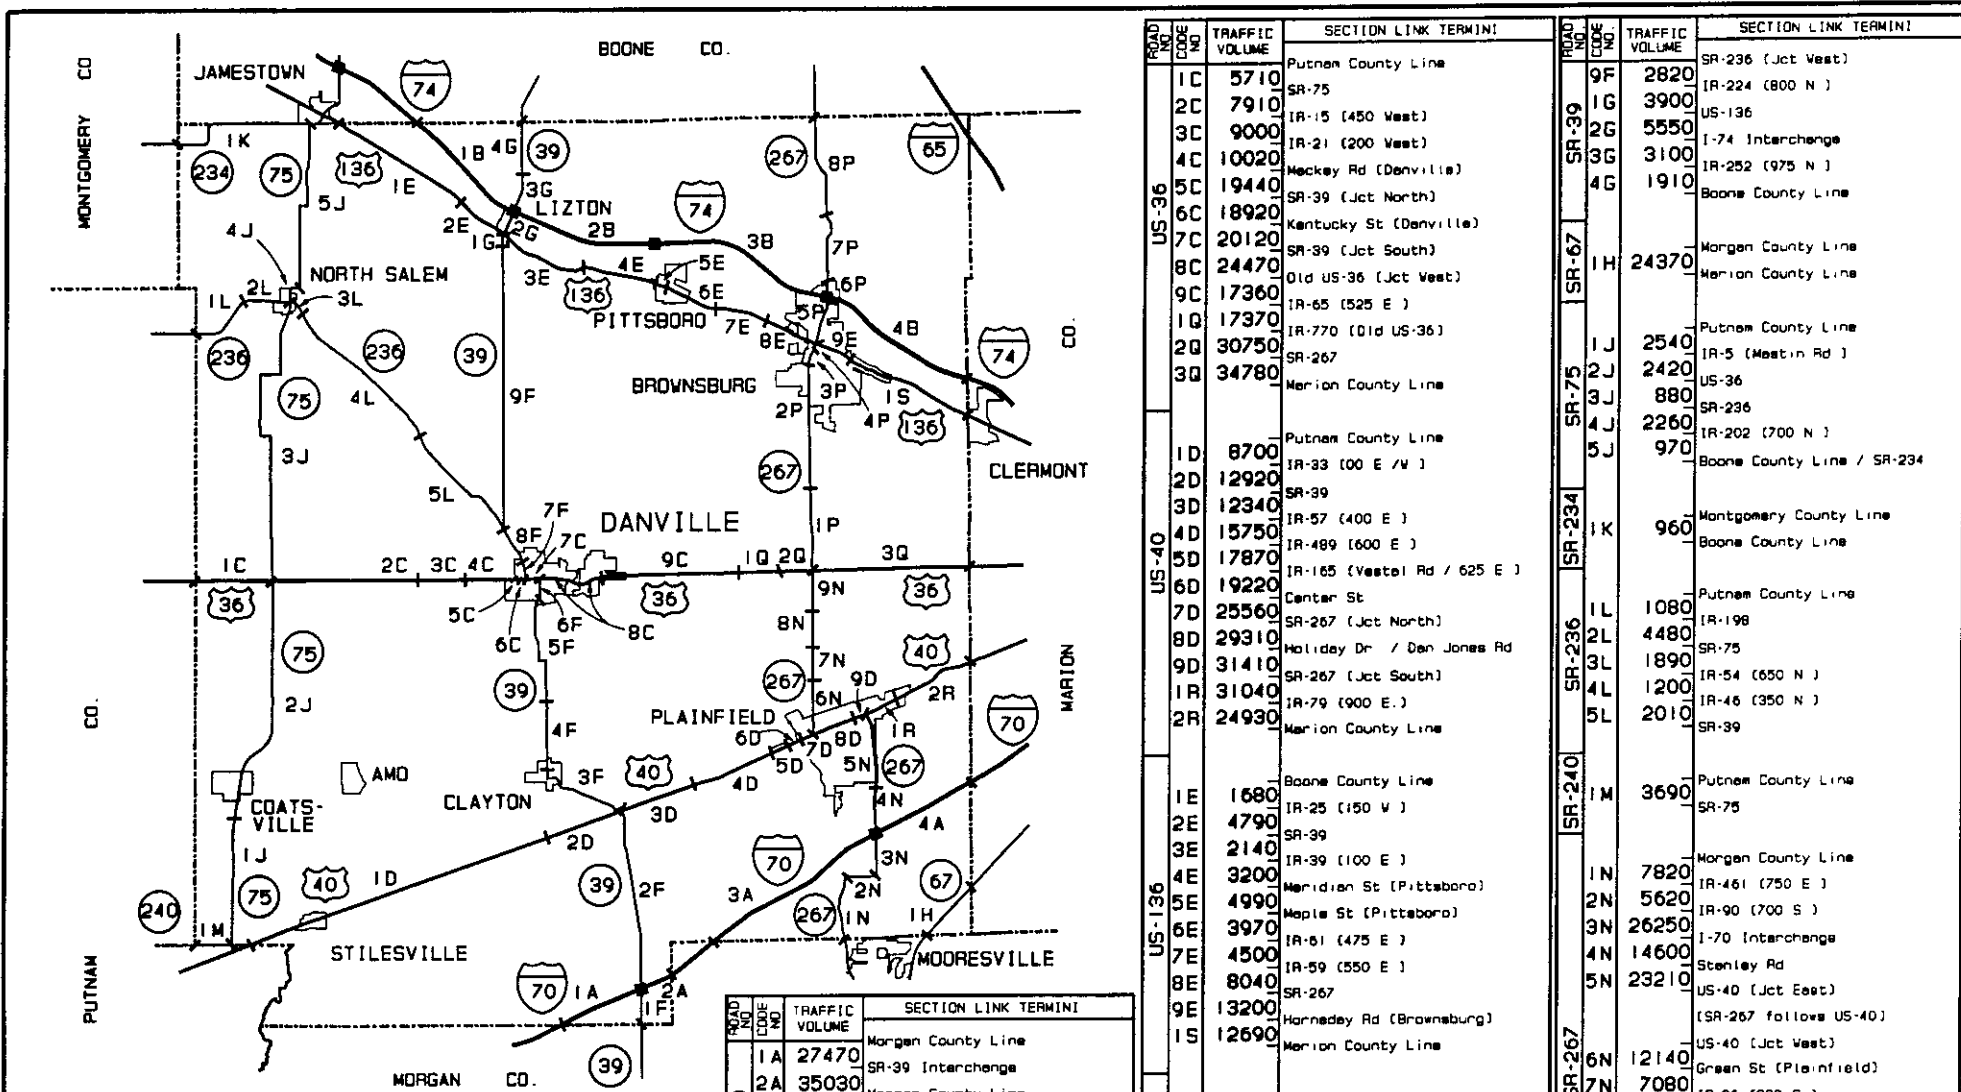 BOONE CO.
MONTGOMERY CO
JAMESTOWN
74
1K
234
75
136
1B
4G
39
267
65
8P
1E
5J
3G
LIZTON
74
2E
2G
2B
1G
3B
7P
4J
NORTH SALEM
3E
4E
5E
6P
1L
2L
3L
136
6E
5P
PITTSBORO
7E
4B
CO.
8E
9E
74
236
236
39
BROWNSBURG
3P
1S
75
4L
9F
2P
4P
136
CLERMONT
3J
267
5L
7F
DANVILLE
1P
8F
7C
1C
2C
3C
4C
9C
1Q
2Q
3Q
36
36
9N
36
5C
6F
8C
8N
6C
5F
75
40
MARION
7N
39
267
9D
2R
CO.
2J
6N
PLAINFIELD
70
4F
6D
8D
1R
7D
5D
5N
267
AMO
3F
40
4D
COATS-
VILLE
CLAYTON
4N
3D
4A
2D
1J
70
3N
40
1D
39
2F
3A
2N
67
240
75
267
1N
1H
1M
STILESVILLE
MOORESVILLE
PUTNAM
70
1A
2A
1F
39
MORGAN CO.
ROAD NO CODE NO TRAFFIC VOLUME SECTION LINK TERMINI
Morgan County Line
1A 27470
SR-39 Interchange
2A 35030
Morgan County Line
ROAD NO CODE NO TRAFFIC VOLUME SECTION LINK TERMINI
US-36
Putnam County Line
1C 5710
SR-75
2C 7910
IR-15 (450 West)
3C 9000
IR-21 (200 West)
4C 10020
Mackey Rd (Danville)
5C 19440
SR-39 (Jct North)
6C 18920
Kentucky St (Danville)
7C 20120
SR-39 (Jct South)
8C 24470
Old US-36 (Jct West)
9C 17360
IR-65 (525 E )
1Q 17370
IR-770 (Old US-36)
2Q 30750
SR-267
3Q 34780
Marion County Line
US-40
Putnam County Line
1D 8700
IR-33 (00 E /W )
2D 12920
SR-39
3D 12340
IR-57 (400 E )
4D 15750
IR-489 (600 E )
5D 17870
IR-165 (Vestal Rd / 625 E )
6D 19220
Center St
7D 25560
SR-267 (Jct North)
8D 29310
Holiday Dr / Dan Jones Rd
9D 31410
SR-267 (Jct South)
1R 31040
IR-79 (900 E.)
2R 24930
Marion County Line
US-136
Boone County Line
1E 1680
IR-25 (150 W )
2E 4790
SR-39
3E 2140
IR-39 (100 E )
4E 3200
Meridian St (Pittsboro)
5E 4990
Maple St (Pittsboro)
6E 3970
IR-61 (475 E )
7E 4500
IR-59 (550 E )
8E 8040
SR-267
9E 13200
Hornaday Rd (Brownsburg)
1S 12690
Marion County Line
ROAD NO. CODE NO. TRAFFIC VOLUME SECTION LINK TERMINI
SR-39
SR-236 (Jct West)
9F 2820
IR-224 (800 N )
1G 3900
US-136
2G 5550
I-74 Interchange
3G 3100
IR-252 (975 N )
4G 1910
Boone County Line
SR-67
Morgan County Line
1H 24370
Marion County Line
SR-75
Putnam County Line
1J 2540
IR-5 (Mastin Rd )
2J 2420
US-36
3J 880
SR-236
4J 2260
IR-202 (700 N )
5J 970
Boone County Line / SR-234
SR-234
Montgomery County Line
1K 960
Boone County Line
SR-236
Putnam County Line
1L 1080
IR-198
2L 4480
SR-75
3L 1890
IR-54 (650 N )
4L 1200
IR-46 (350 N )
5L 2010
SR-39
SR-240
Putnam County Line
1M 3690
SR-75
SR-267
Morgan County Line
1N 7820
IR-461 (750 E )
2N 5620
IR-90 (700 S )
3N 26250
I-70 Interchange
4N 14600
Stanley Rd
5N 23210
US-40 (Jct East)
(SR-267 follows US-40)
US-40 (Jct West)
6N 12140
Green St (Plainfield)
7N 7080